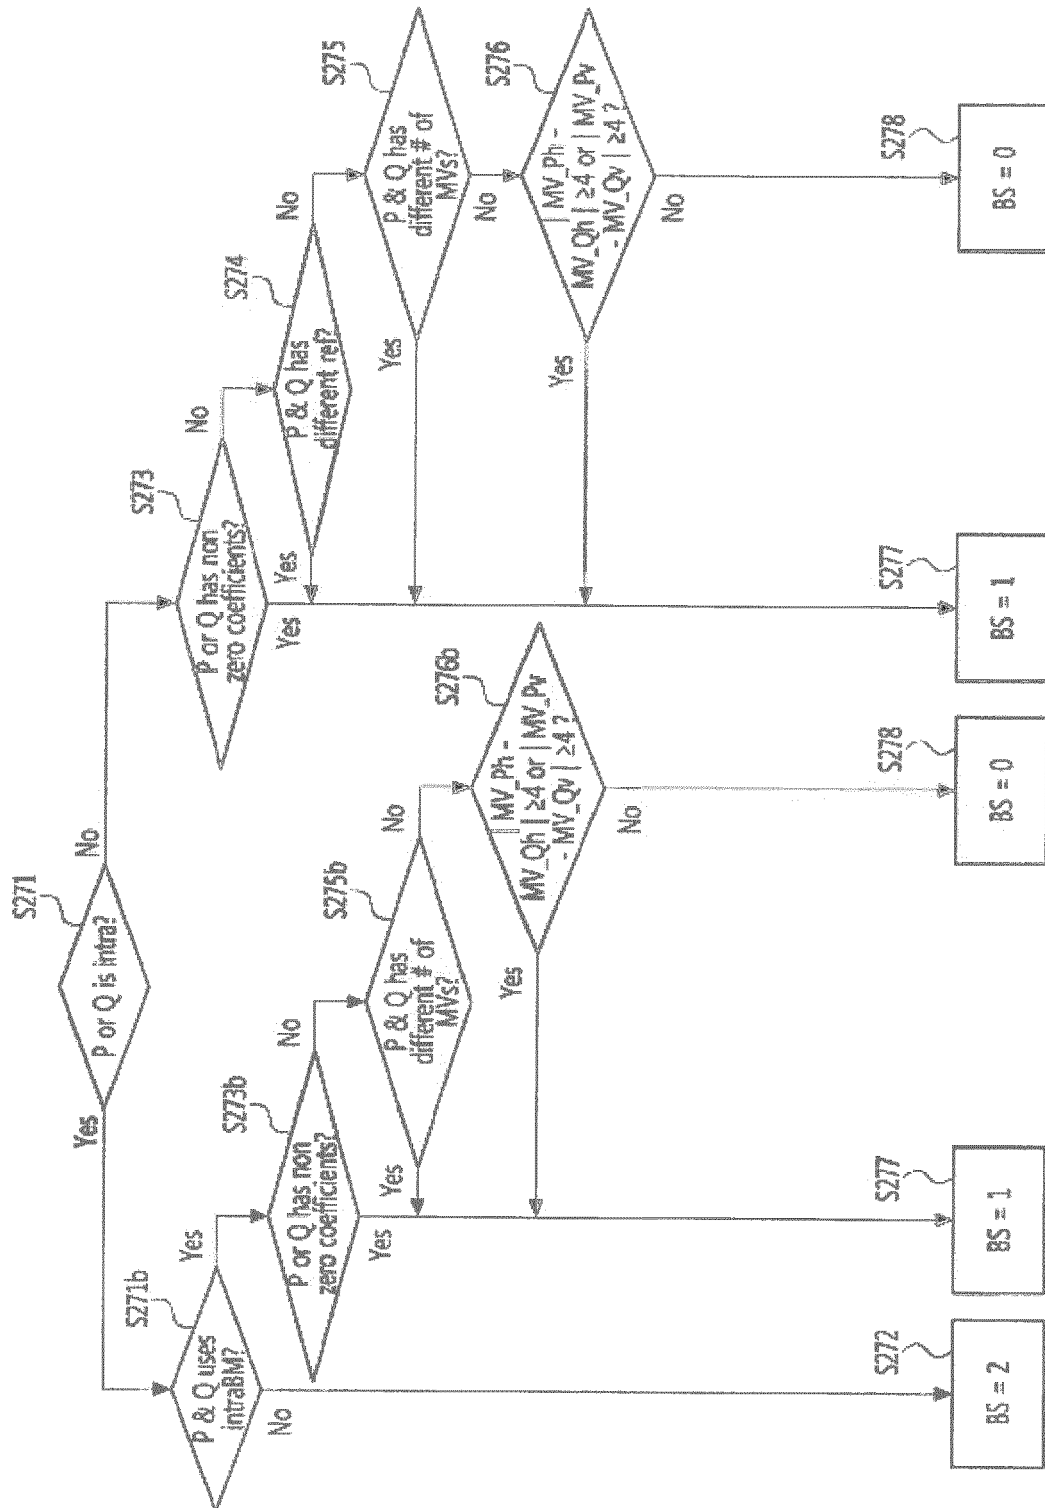 S271
P or Q is intra?
Yes
No
S271b
P & Q uses
intraBM?
Yes
No
S273b
P or Q has non
zero coefficients?
No
Yes
S275b
P & Q has
different # of
MVs?
No
Yes
S276b
| MV_Ph -
MV_Qh | ≥4 or | MV_Pv
- MV_Qv | ≥4 ?
Yes
No
S273
P or Q has non
zero coefficients?
No
Yes
S274
P & Q has
different ref?
No
Yes
S275
P & Q has
different # of
MVs?
Yes
No
S276
| MV_Ph -
MV_Qh | ≥4 or | MV_Pv
- MV_Qv | ≥4 ?
Yes
No
S272
BS = 2
S277
BS = 1
S278
BS = 0
S277
BS = 1
S278
BS = 0